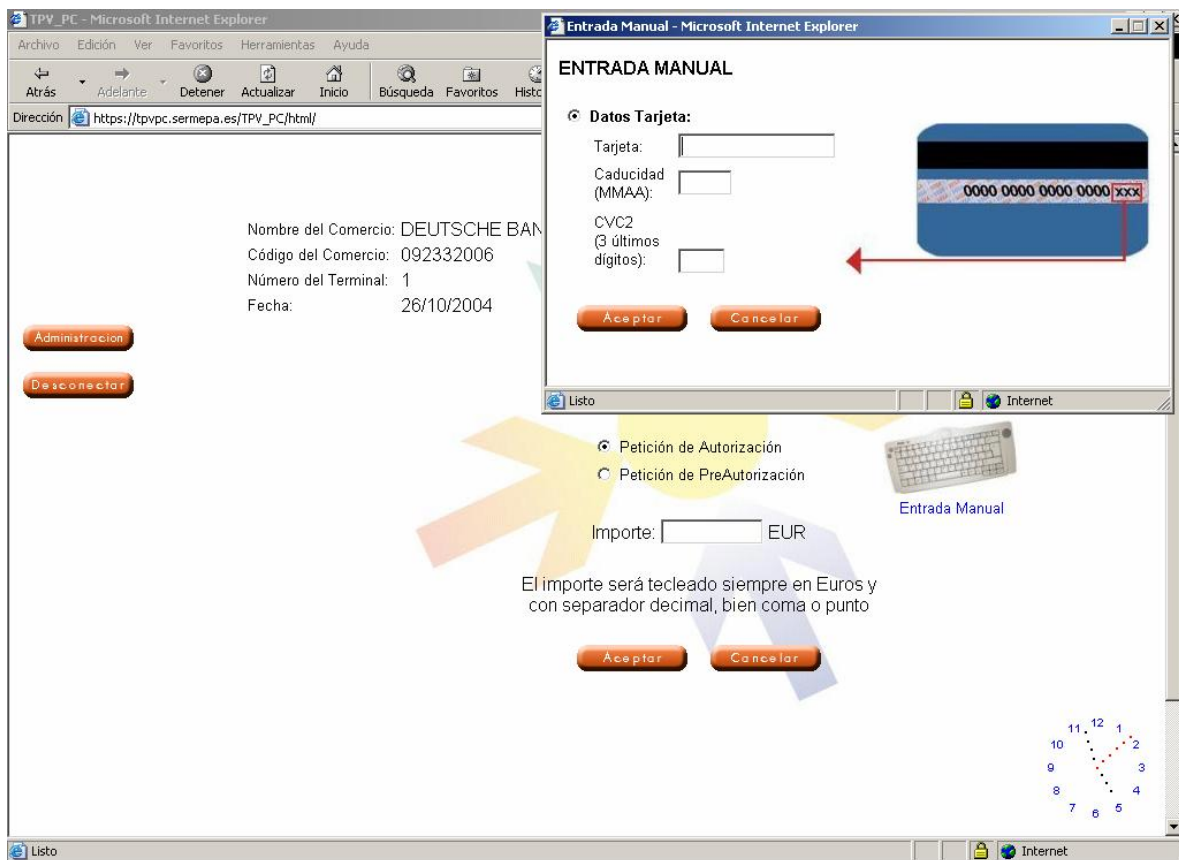 TPV_PC - Microsoft Internet Explorer
Archivo Edición Ver Favoritos Herramientas Ayuda
Atrás Adelante Detener Actualizar Inicio Búsqueda Favoritos
Dirección https://tpvpc.sermepa.es/TPV_PC/html/
Entrada Manual - Microsoft Internet Explorer
ENTRADA MANUAL
Datos Tarjeta:
Tarjeta:
Caducidad
(MMAA):
CVC2
(3 últimos
dígitos):
0000 0000 0000 0000 xxx
Aceptar Cancelar
Listo Internet
Nombre del Comercio: DEUTSCHE BAN
Código del Comercio: 092332006
Número del Terminal: 1
Fecha: 26/10/2004
Administracion
Desconectar
Petición de Autorización
Petición de PreAutorización
Entrada Manual
Importe: EUR
El importe será tecleado siempre en Euros y
con separador decimal, bien coma o punto
Aceptar Cancelar
12
11 1
10 2
9 3
8 4
7 5
6
Listo Internet